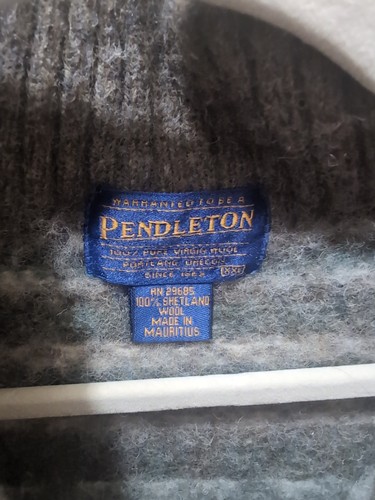 WARRANTED TO BE A
PENDLETON
100% PURE VIRGIN WOOL
PORTLAND, OREGON
SINCE 1863 XXL
RN 29685
100% SHETLAND
WOOL
MADE IN
MAURITIUS